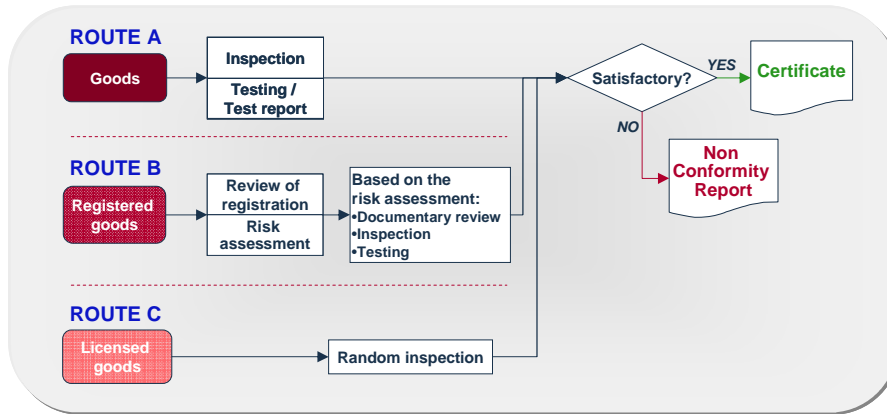 ROUTE A
Goods
Inspection
Testing /
Test report
Satisfactory?
YES
Certificate
NO
Non
Conformity
Report
ROUTE B
Registered
goods
Review of
registration
Risk
assessment
Based on the
risk assessment:
•Documentary review
•Inspection
•Testing
ROUTE C
Licensed
goods
Random inspection